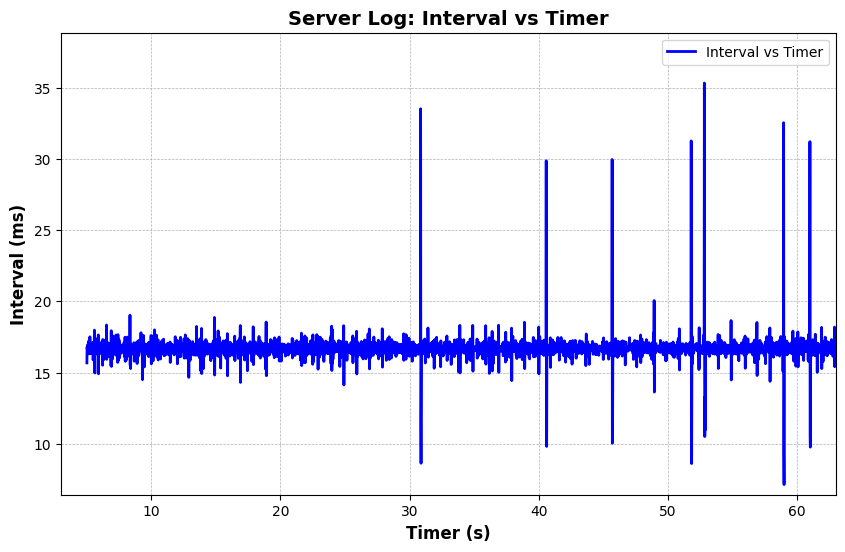 Server Log: Interval vs Timer
Interval vs Timer
35
30
25
20
15
10
Interval (ms)
10 20 30 40 50 60
Timer (s)